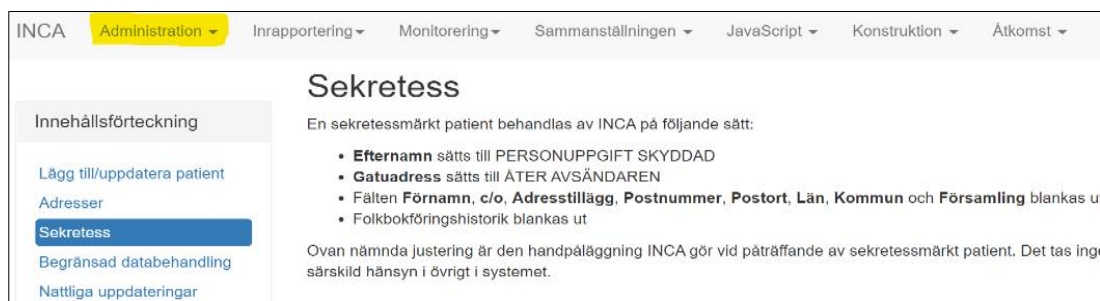 INCA Administration Inrapportering Monitorering Sammanställningen JavaScript Konstruktion Åtkomst
Innehållsförteckning
Lägg till/uppdatera patient
Adresser
Sekretess
Begränsad databehandling
Nattliga uppdateringar
Sekretess
En sekretessmärkt patient behandlas av INCA på följande sätt:
• Efternamn sätts till PERSONUPPGIFT SKYDDAD
• Gatuadress sätts till ÅTER AVSÄNDAREN
• Fälten Förnamn, c/o, Adresstillägg, Postnummer, Postort, Län, Kommun och Församling blankas
• Folkbokföringshistorik blankas ut
Ovan nämnda justering är den handpåläggning INCA gör vid påträffande av sekretessmärkt patient. Det tas
särskild hänsyn i övrigt i systemet.